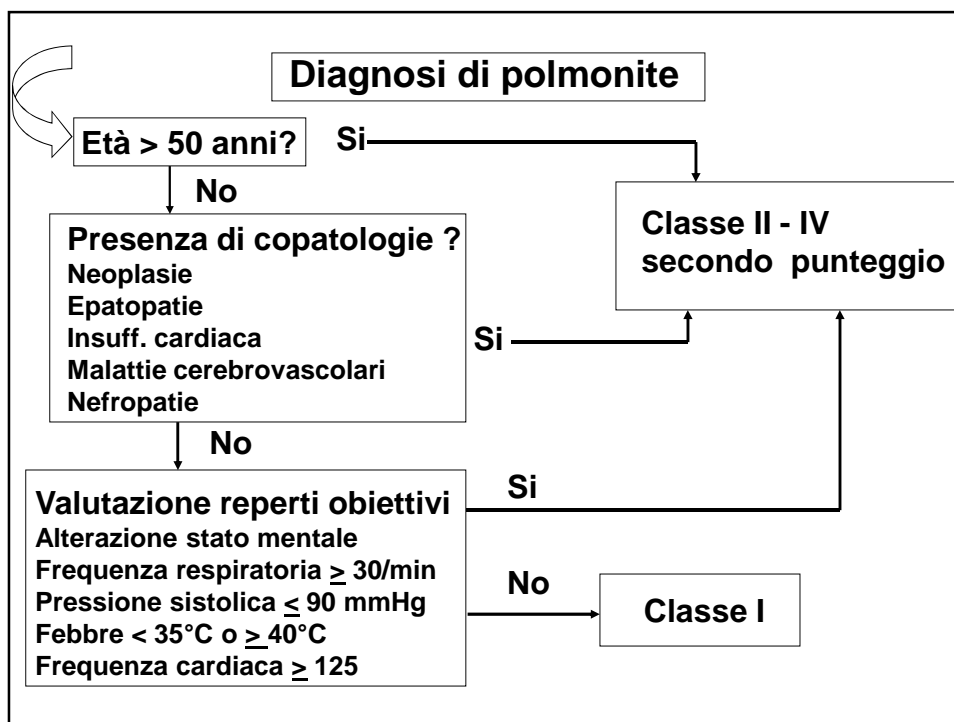 Diagnosi di polmonite
Età > 50 anni?
Si
No
Classe II - IV
secondo punteggio
Presenza di copatologie ?
Neoplasie
Epatopatie
Insuff. cardiaca
Malattie cerebrovascolari
Nefropatie
Si
No
Valutazione reperti obiettivi
Alterazione stato mentale
Frequenza respiratoria ≥ 30/min
Pressione sistolica ≤ 90 mmHg
Febbre < 35°C o ≥ 40°C
Frequenza cardiaca ≥ 125
Si
No
Classe I